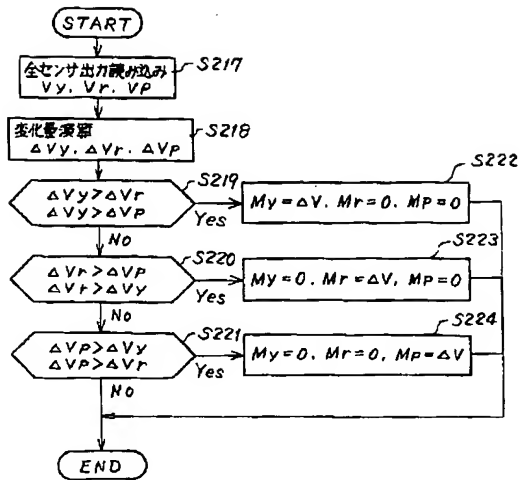 START
全センサ出力読み込み
Vy, Vr, VP
S217
変化量演算
ΔVy, ΔVr, ΔVP
S218
ΔVy>ΔVr
ΔVy>ΔVP
S219
Yes
My=ΔV, Mr=0, MP=0
S222
No
ΔVr>ΔVP
ΔVr>ΔVy
S220
Yes
My=0, Mr=ΔV, MP=0
S223
No
ΔVP>ΔVy
ΔVP>ΔVr
S221
Yes
My=0, Mr=0, MP=ΔV
S224
No
END